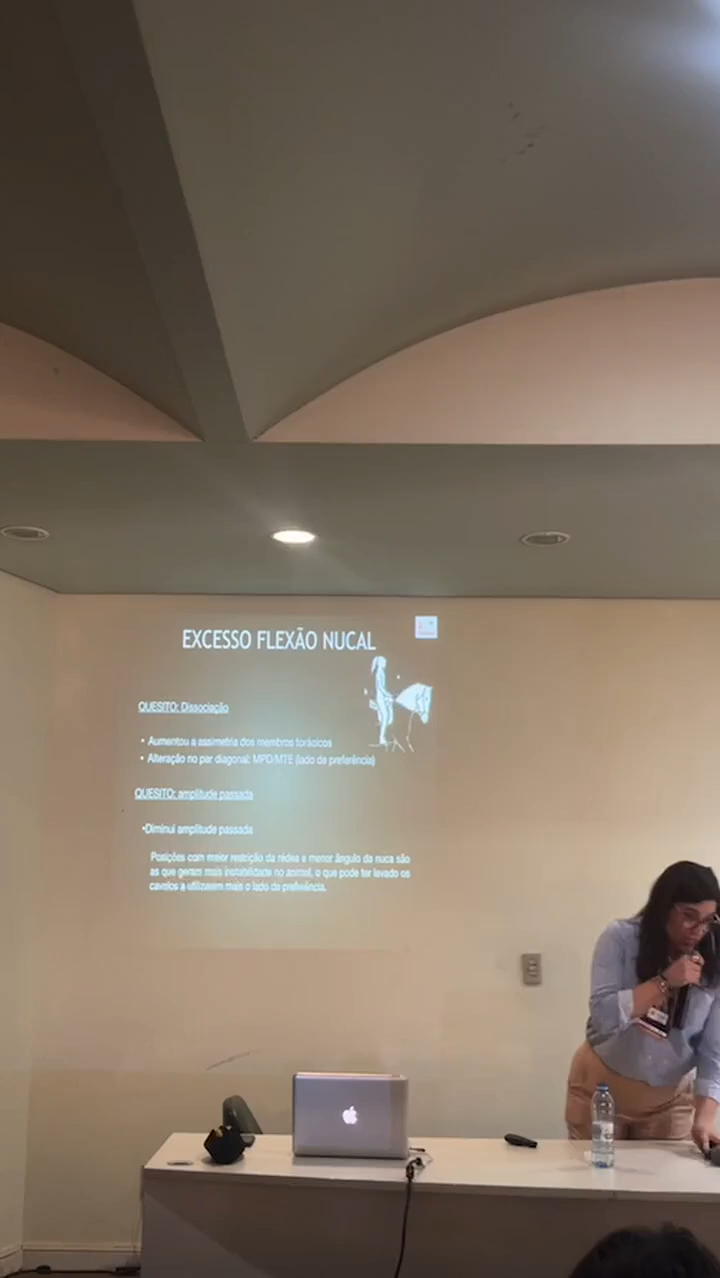 EXCESSO FLEXÃO NUCAL
QUESITO: Dissociação
• Aumentou a assimetria dos membros torácicos
• Alteração no par diagonal: MPD/MTE (lado da preferência)
QUESITO: amplitude passada
•Diminui amplitude passada
Posições com maior restrição da rédea e menor ângulo da nuca são
as que geram mais instabilidade no animal, o que pode ter levado os
cavalos a utilizarem mais o lado da preferência.